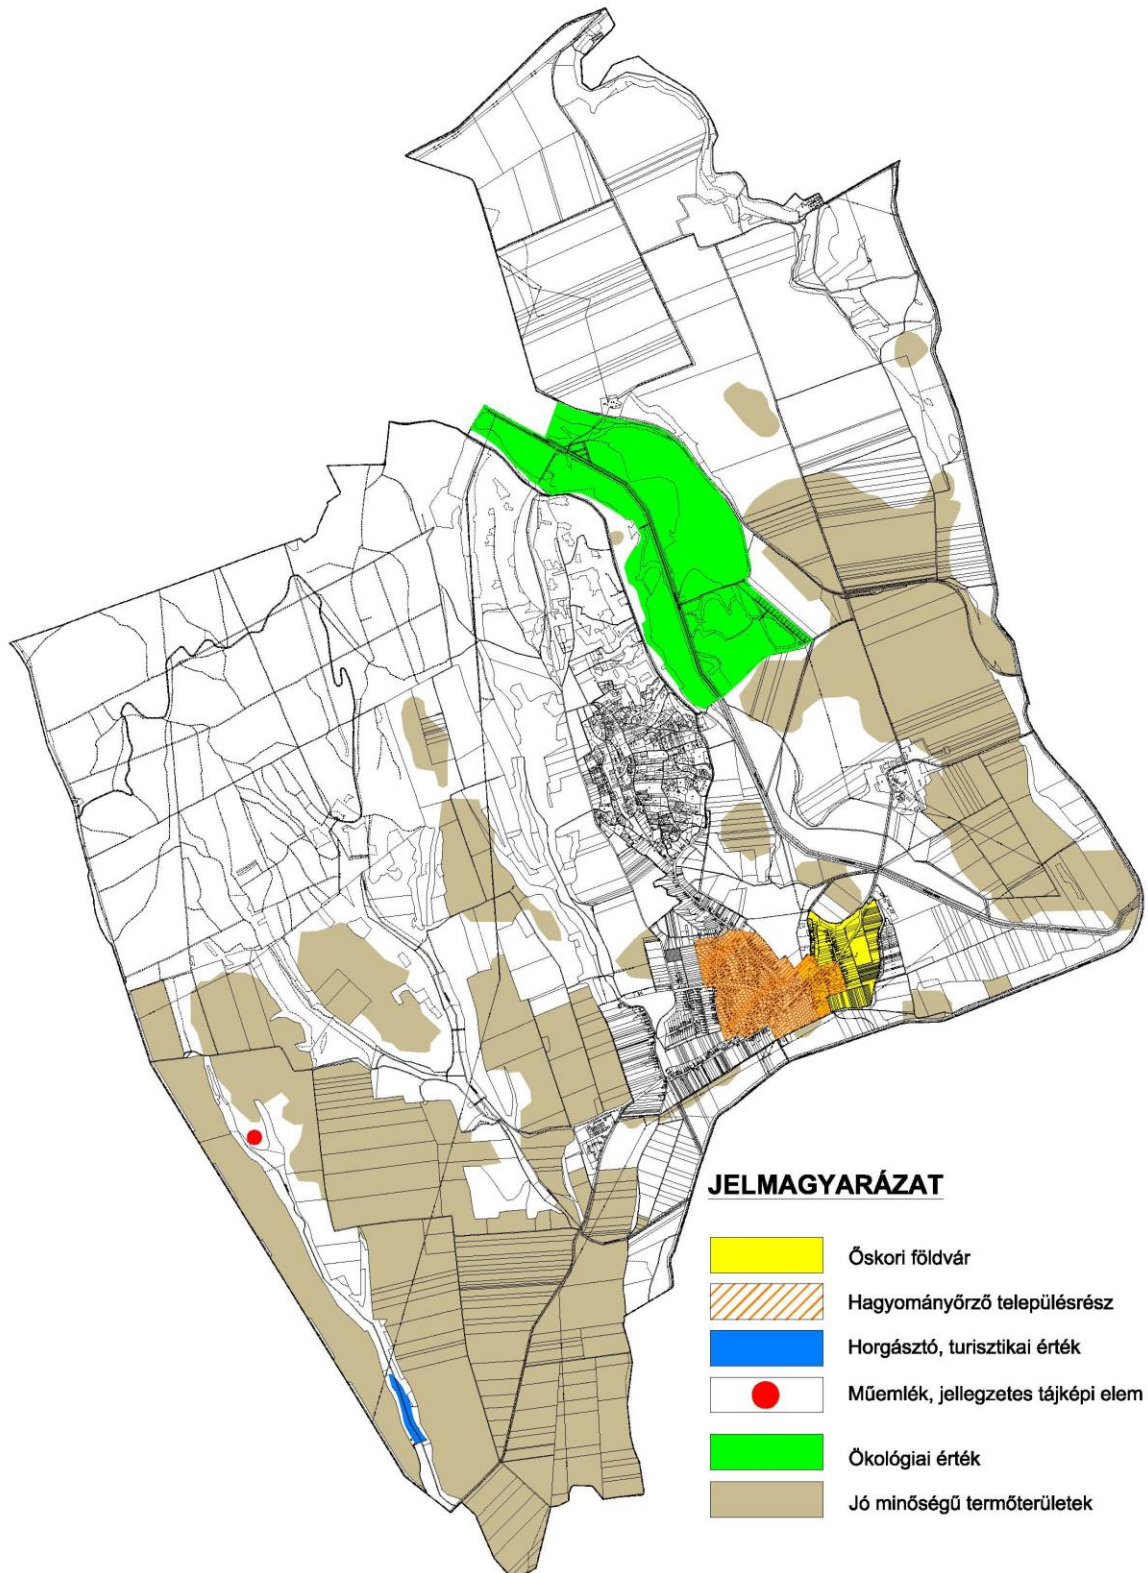 JELMAGYARÁZAT
Őskori földvár
Hagyományőrző településrész
Horgásztó, turisztikai érték
Műemlék, jellegzetes tájképi elem
Ökológiai érték
Jó minőségű termőterületek